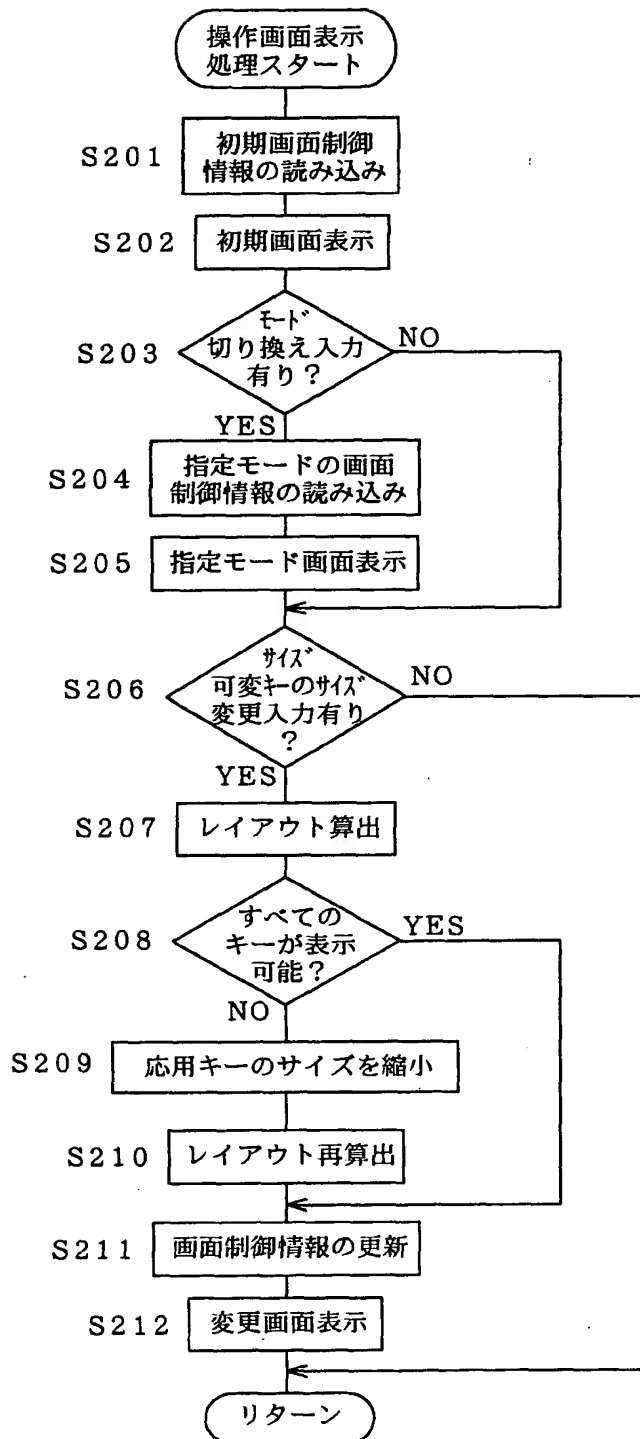 操作画面表示
処理スタート
S201
初期画面制御
情報の読み込み
S202
初期画面表示
S203
モード
切り換え入力
有り?
NO
YES
S204
指定モードの画面
制御情報の読み込み
S205
指定モード画面表示
S206
サイズ
可変キーのサイズ
変更入力有り
?
NO
YES
S207
レイアウト算出
S208
すべての
キーが表示
可能?
YES
NO
S209
応用キーのサイズを縮小
S210
レイアウト再算出
S211
画面制御情報の更新
S212
変更画面表示
リターン